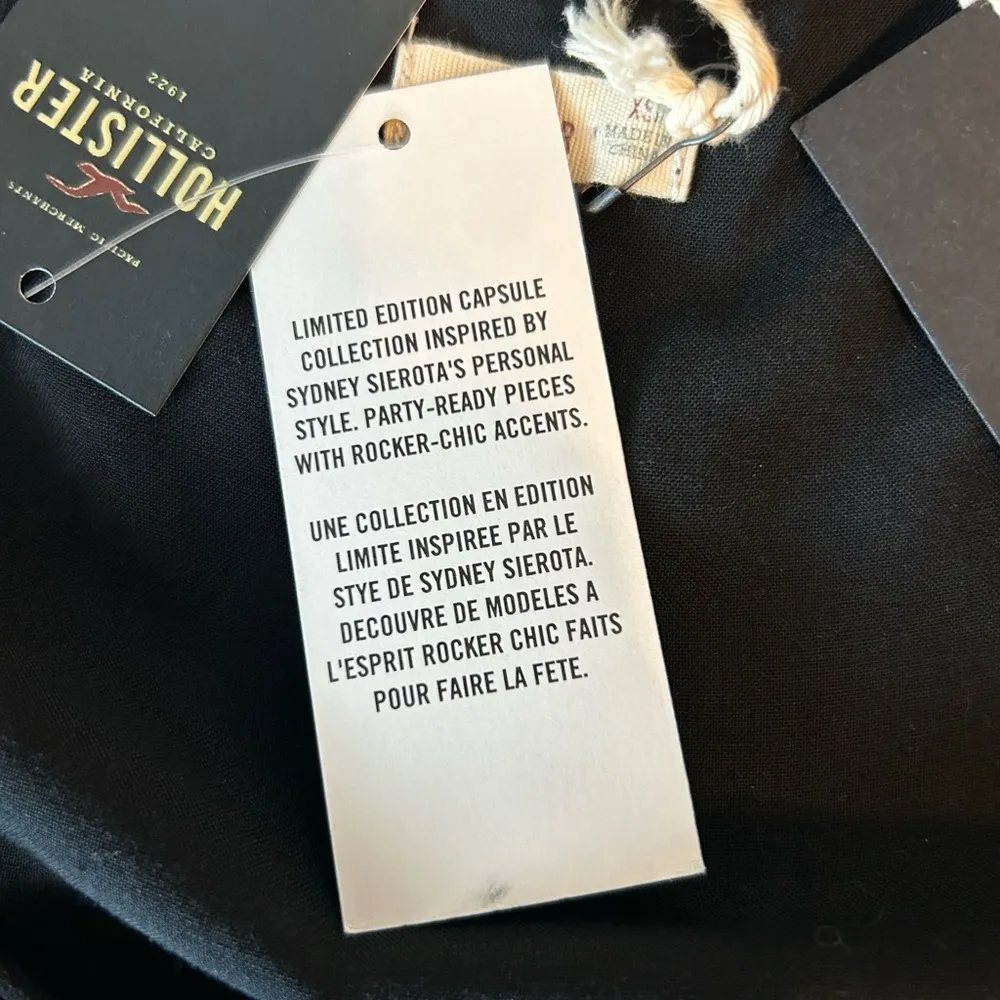 HOLLISTER
CALIFORNIA
1922
PACIFIC MERCHANTS
XS/
MADE IN
CHINA
LIMITED EDITION CAPSULE
COLLECTION INSPIRED BY
SYDNEY SIEROTA'S PERSONAL
STYLE. PARTY-READY PIECES
WITH ROCKER-CHIC ACCENTS.
UNE COLLECTION EN EDITION
LIMITE INSPIREE PAR LE
STYE DE SYDNEY SIEROTA.
DECOUVRE DE MODELES A
L'ESPRIT ROCKER CHIC FAITS
POUR FAIRE LA FETE.